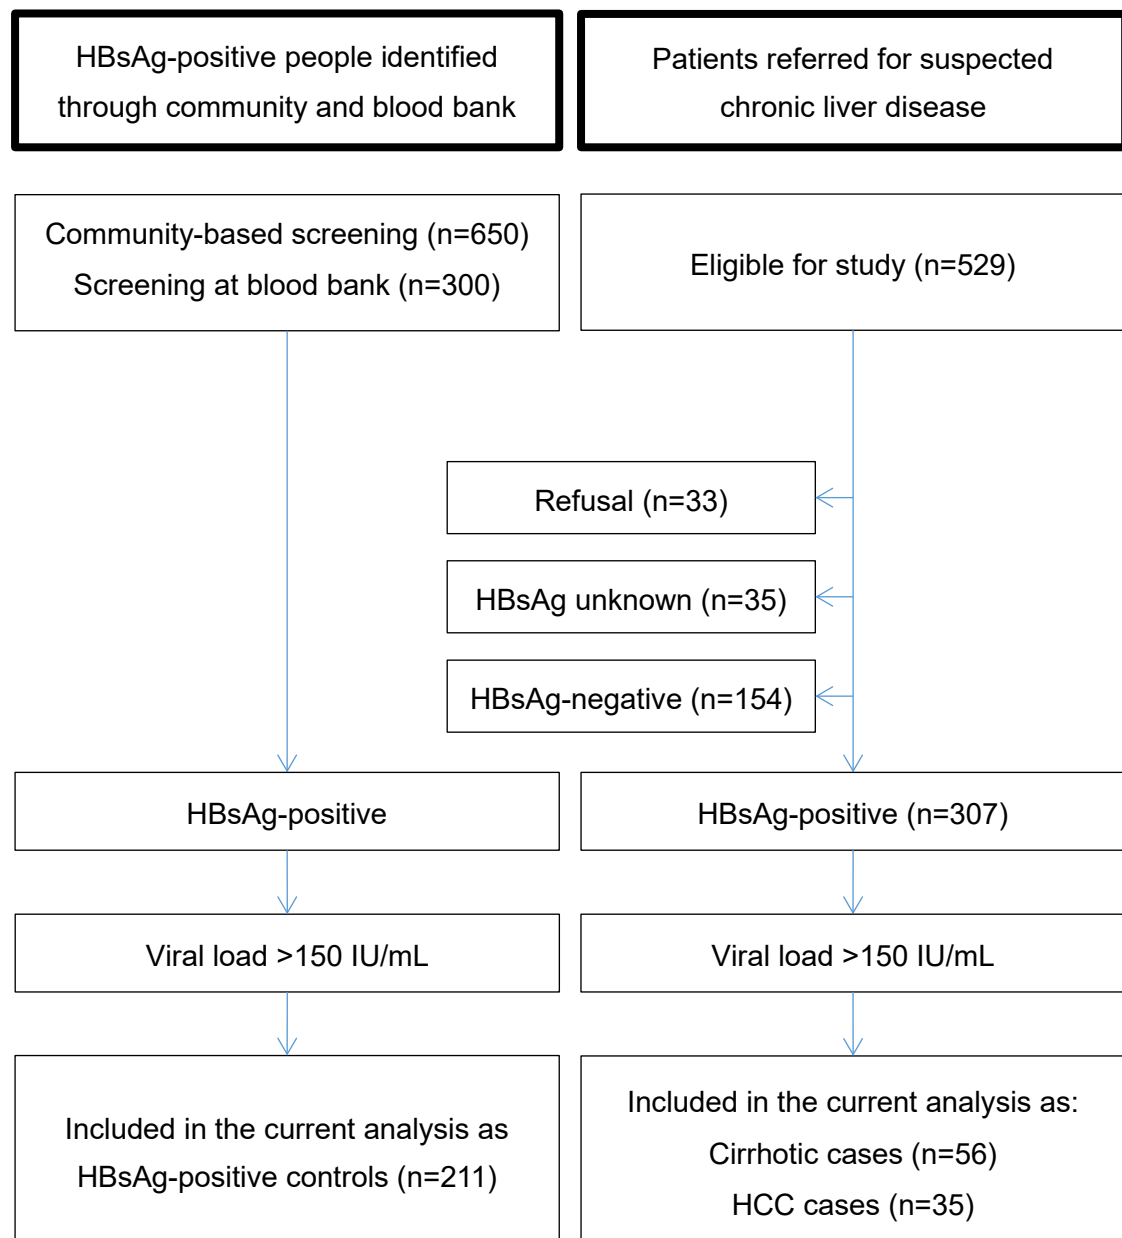 HBsAg-positive people identified
through community and blood bank
Patients referred for suspected
chronic liver disease
Community-based screening (n=650)
Screening at blood bank (n=300)
Eligible for study (n=529)
Refusal (n=33)
HBsAg unknown (n=35)
HBsAg-negative (n=154)
HBsAg-positive
HBsAg-positive (n=307)
Viral load >150 IU/mL
Viral load >150 IU/mL
Included in the current analysis as
HBsAg-positive controls (n=211)
Included in the current analysis as:
Cirrhotic cases (n=56)
HCC cases (n=35)